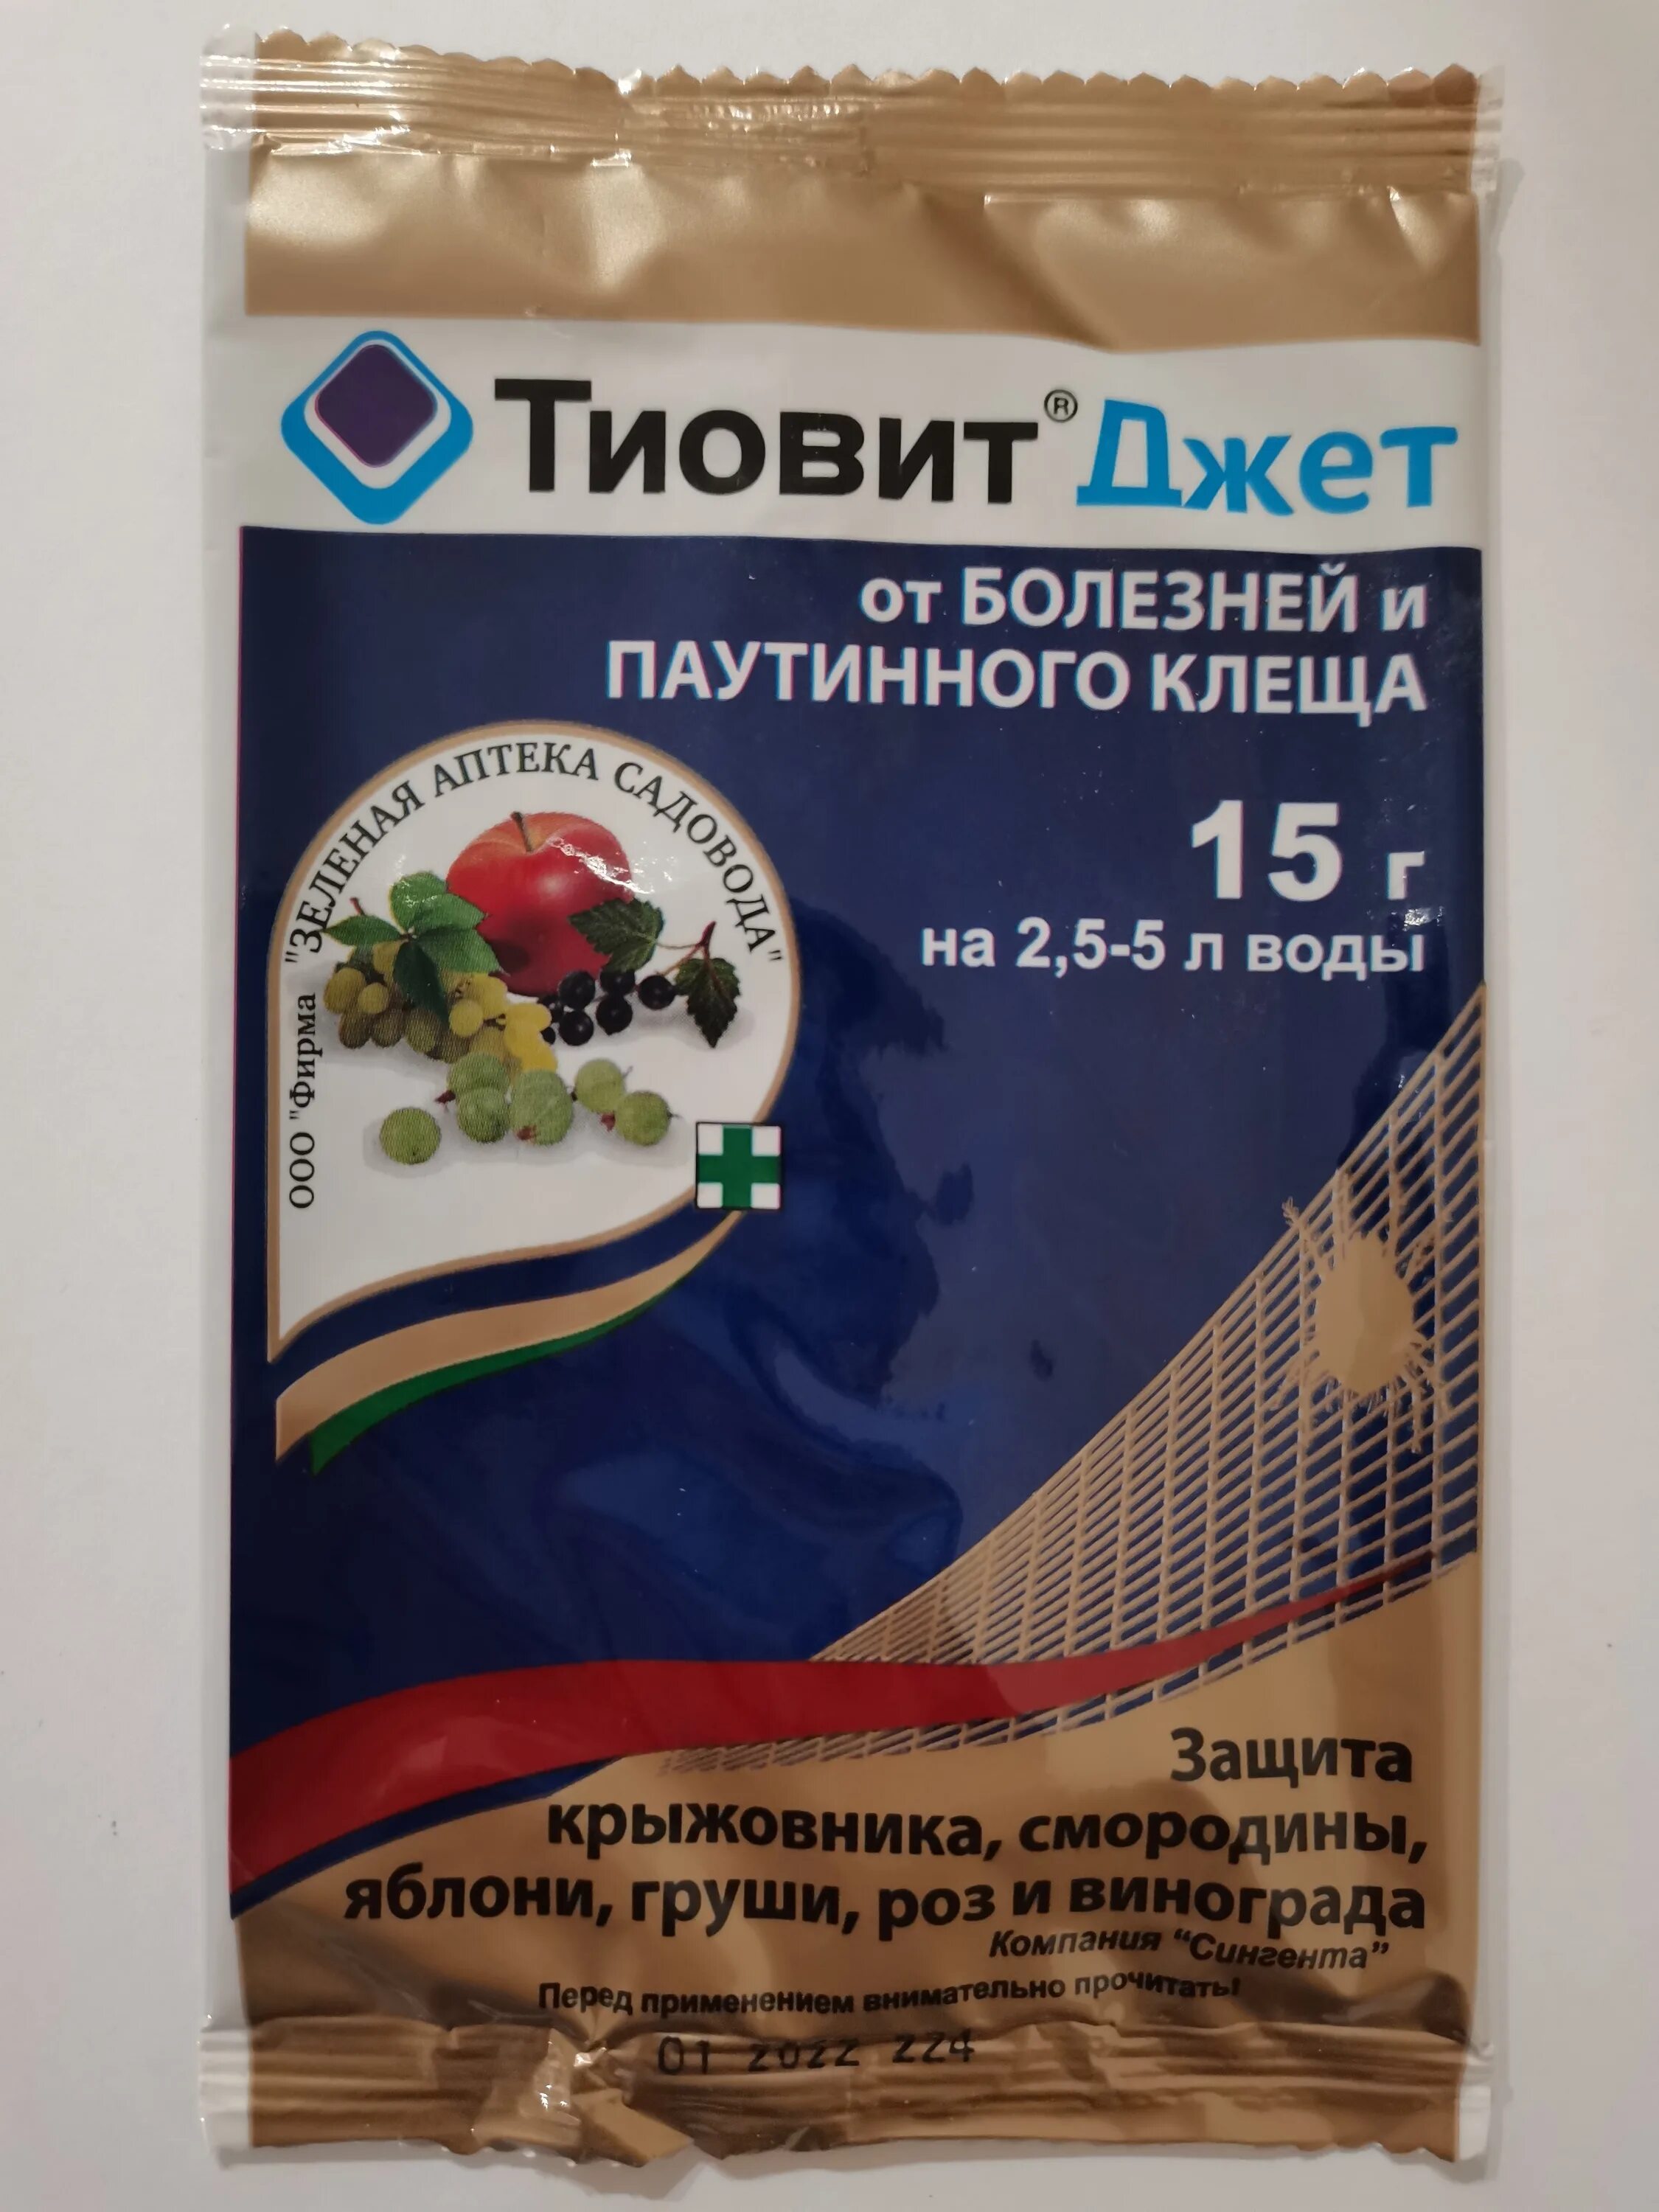 Тиовит® Джет
от БОЛЕЗНЕЙ и
ПАУТИННОГО КЛЕЩА
15 г
на 2,5-5 л воды
ООО "Фирма "ЗЕЛЕНАЯ АПТЕКА САДОВОДА"
Защита
крыжовника, смородины,
яблони, груши, роз и винограда
Компания “Сингента”
Перед применением внимательно прочитать!
01 2022 224